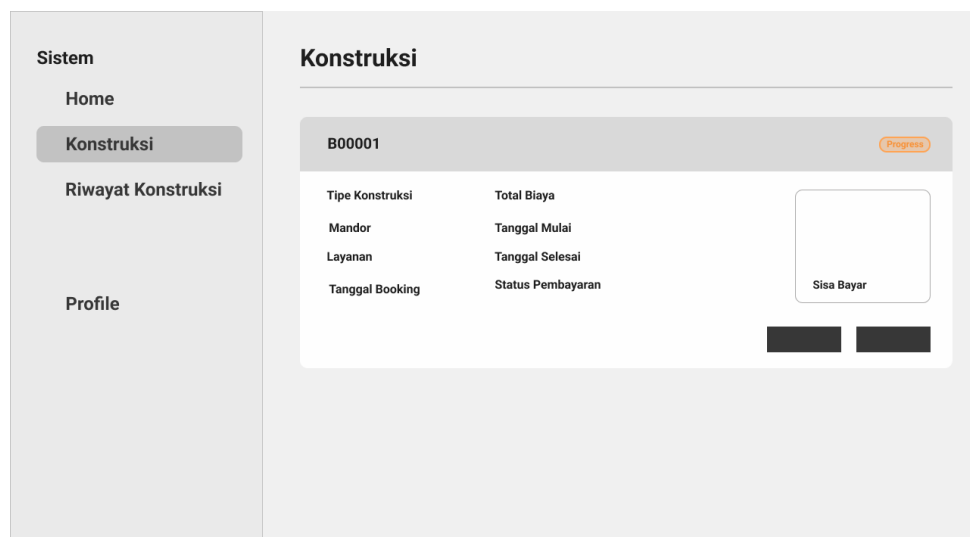 Sistem
Home
Konstruksi
Riwayat Konstruksi
Profile
Konstruksi
B00001
Progress
Tipe Konstruksi
Mandor
Layanan
Tanggal Booking
Total Biaya
Tanggal Mulai
Tanggal Selesai
Status Pembayaran
Sisa Bayar